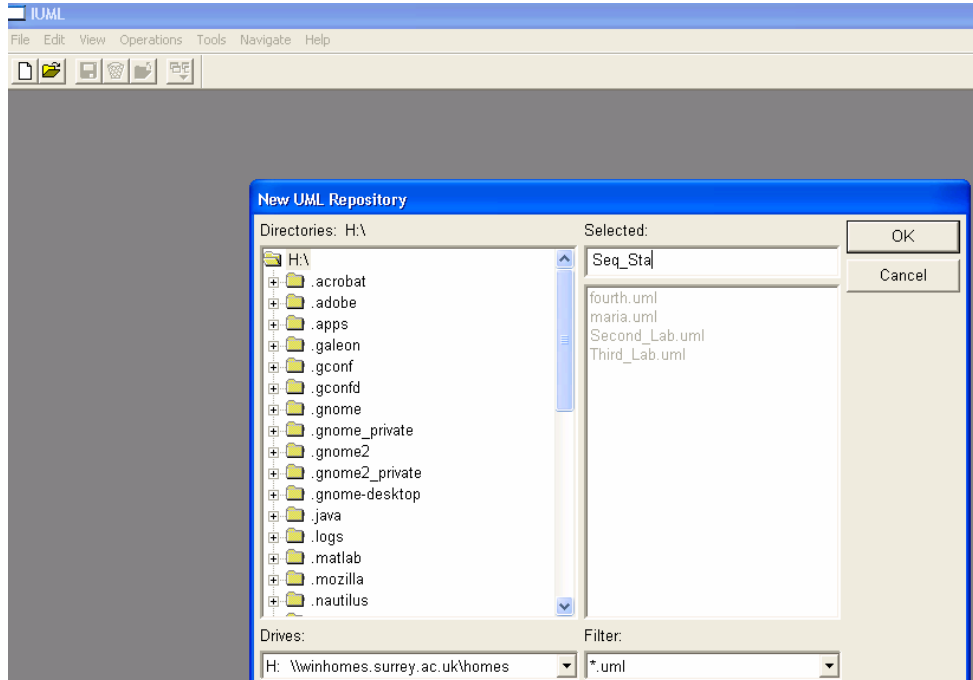 IUML
File Edit View Operations Tools Navigate Help
New UML Repository
Directories: H:\
H:\
.acrobat
.adobe
.apps
.galeon
.gconf
.gconfd
.gnome
.gnome_private
.gnome2
.gnome2_private
.gnome-desktop
.java
.logs
.matlab
.mozilla
.nautilus
Drives:
H: \\winhomes.surrey.ac.uk\homes
Selected:
Seq_Sta
fourth.uml
maria.uml
Second_Lab.uml
Third_Lab.uml
Filter:
*.uml
OK
Cancel